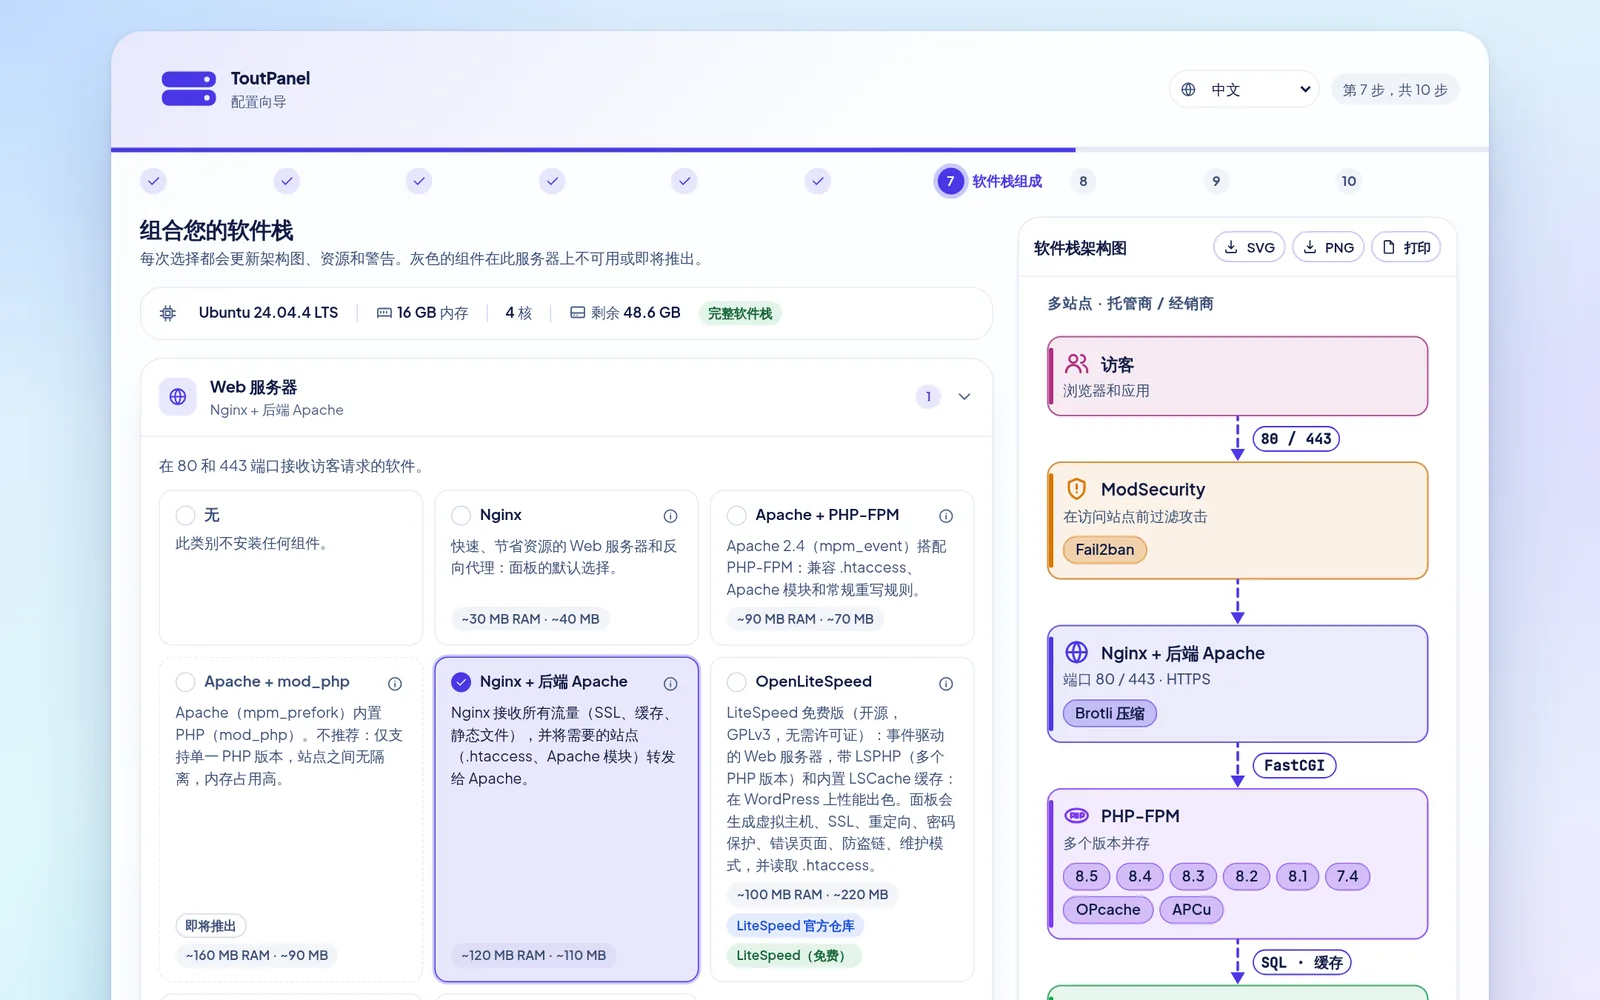 ToutPanel
配置向导
中文
第 7 步，共 10 步
7 软件栈组成 8 9 10
组合您的软件栈
每次选择都会更新架构图、资源和警告。灰色的组件在此服务器上不可用或即将推出。
Ubuntu 24.04.4 LTS 16 GB 内存 4 核 剩余 48.6 GB 完整软件栈
Web 服务器
Nginx + 后端 Apache
1
在 80 和 443 端口接收访客请求的软件。
无
此类别不安装任何组件。
Nginx
快速、节省资源的 Web 服务器和反
向代理：面板的默认选择。
~30 MB RAM · ~40 MB
Apache + PHP-FPM
Apache 2.4（mpm_event）搭配
PHP-FPM：兼容 .htaccess、
Apache 模块和常规重写规则。
~90 MB RAM · ~70 MB
Apache + mod_php
Apache（mpm_prefork）内置
PHP（mod_php）。不推荐：仅支
持单一 PHP 版本，站点之间无隔
离，内存占用高。
即将推出
~160 MB RAM · ~90 MB
Nginx + 后端 Apache
Nginx 接收所有流量（SSL、缓存、
静态文件），并将需要的站点
（.htaccess、Apache 模块）转发
给 Apache。
~120 MB RAM · ~110 MB
OpenLiteSpeed
LiteSpeed 免费版（开源，
GPLv3，无需许可证）：事件驱动
的 Web 服务器，带 LSPHP（多个
PHP 版本）和内置 LSCache 缓存：
在 WordPress 上性能出色。面板会
生成虚拟主机、SSL、重定向、密码
保护、错误页面、防盗链、维护模
式，并读取 .htaccess。
~100 MB RAM · ~220 MB
LiteSpeed 官方仓库
LiteSpeed（免费）
软件栈架构图
SVG PNG 打印
多站点 · 托管商 / 经销商
访客
浏览器和应用
80 / 443
ModSecurity
在访问站点前过滤攻击
Fail2ban
Nginx + 后端 Apache
端口 80 / 443 · HTTPS
Brotli 压缩
FastCGI
PHP PHP-FPM
多个版本并存
8.5 8.4 8.3 8.2 8.1 7.4
OPcache APCu
SQL · 缓存